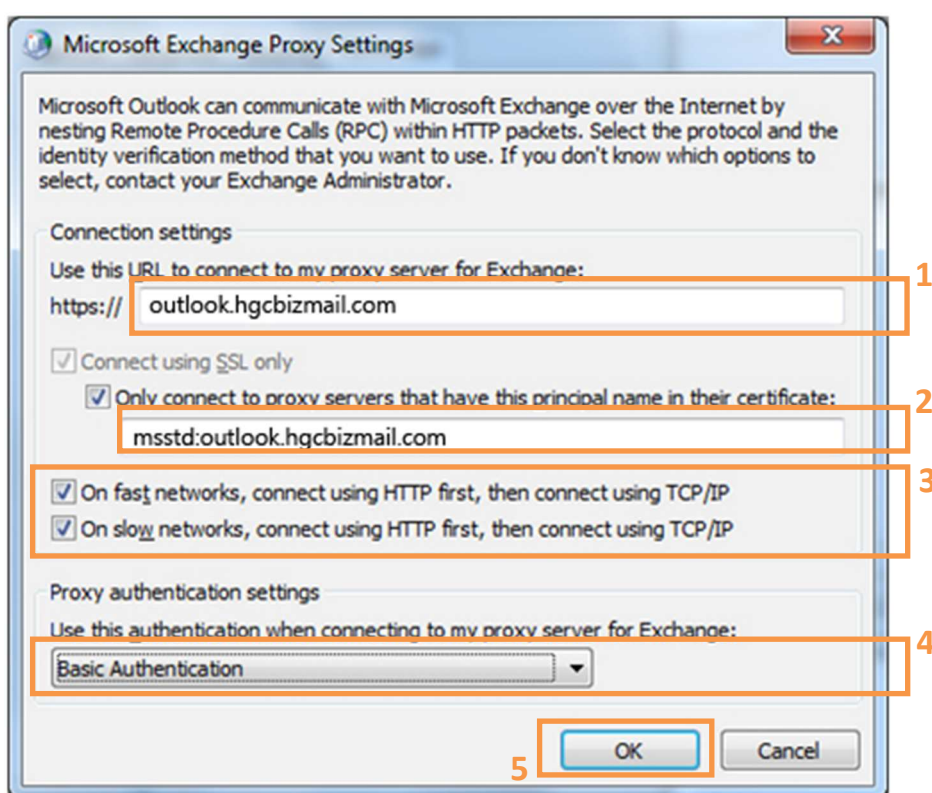 Microsoft Exchange Proxy Settings
Microsoft Outlook can communicate with Microsoft Exchange over the Internet by
nesting Remote Procedure Calls (RPC) within HTTP packets. Select the protocol and the
identity verification method that you want to use. If you don't know which options to
select, contact your Exchange Administrator.
Connection settings
Use this URL to connect to my proxy server for Exchange:
1
https:// outlook.hgcbizmail.com
Connect using SSL only
Only connect to proxy servers that have this principal name in their certificate:
2
msstd:outlook.hgcbizmail.com
3
On fast networks, connect using HTTP first, then connect using TCP/IP
On slow networks, connect using HTTP first, then connect using TCP/IP
Proxy authentication settings
Use this authentication when connecting to my proxy server for Exchange:
4
Basic Authentication
5 OK Cancel